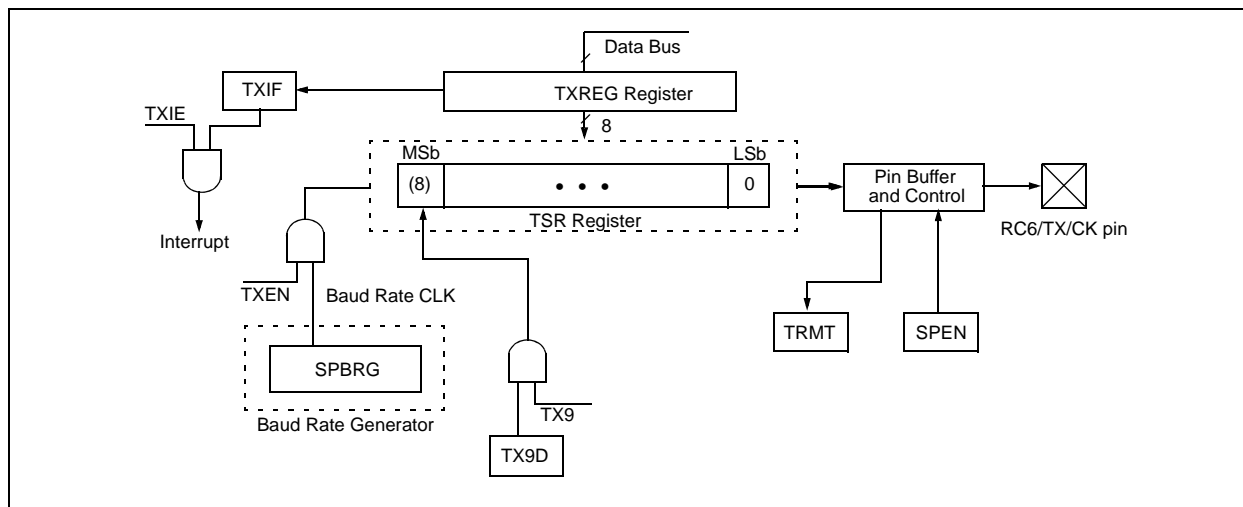 Data Bus
TXIF
TXREG Register
TXIE
8
MSb
LSb
(8)
• • •
0
Pin Buffer
and Control
TSR Register
RC6/TX/CK pin
Interrupt
TXEN
Baud Rate CLK
TRMT
SPEN
SPBRG
TX9
Baud Rate Generator
TX9D